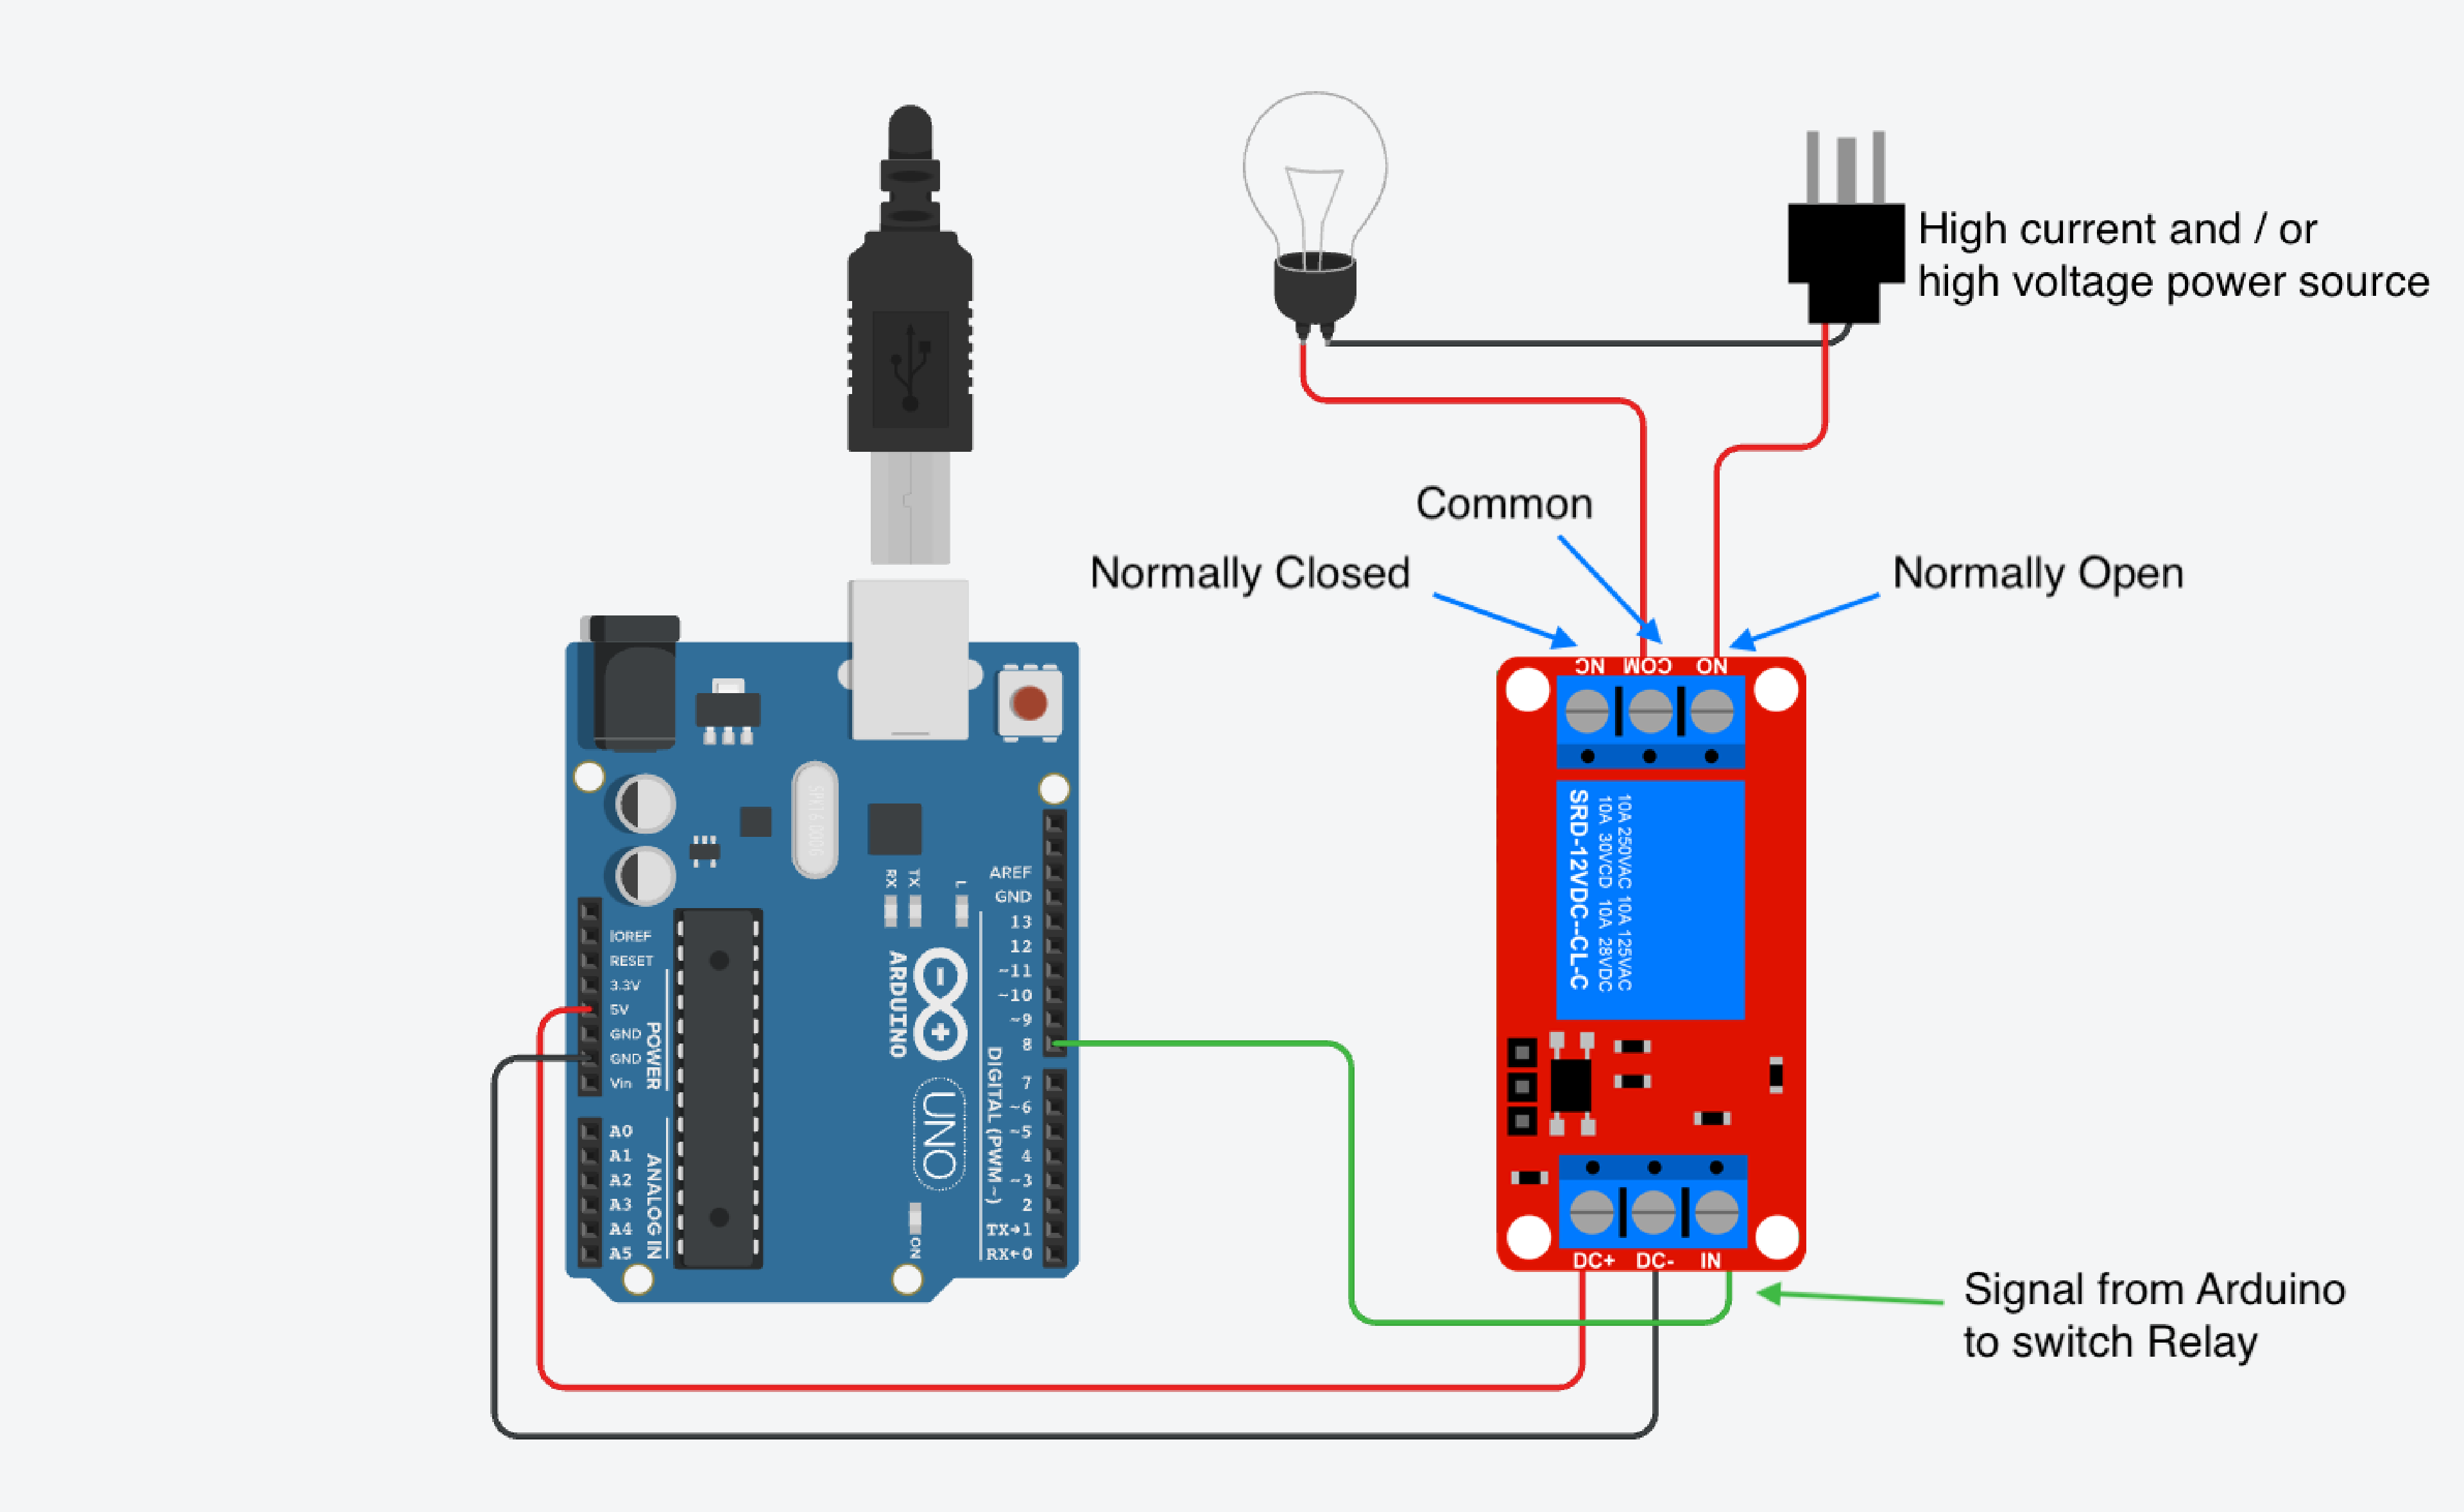 High current and / or
high voltage power source
Common
Normally Closed
Normally Open
NC COM NO
SRD-12VDC--CL-C
10A 30VCD 10A 28VDC
10A 250VAC 10A 125VAC
DC+ DC- IN
Signal from Arduino
to switch Relay
SPK16.000G
RX TX L
AREF
GND
13
12
~11
~10
~9
8
7
~6
~5
4
~3
2
TX→1
RX←0
DIGITAL (PWM~)
ARDUINO
UNO
ON
IOREF
RESET
3.3V
5V
GND
GND
Vin
POWER
A0
A1
A2
A3
A4
A5
ANALOG IN